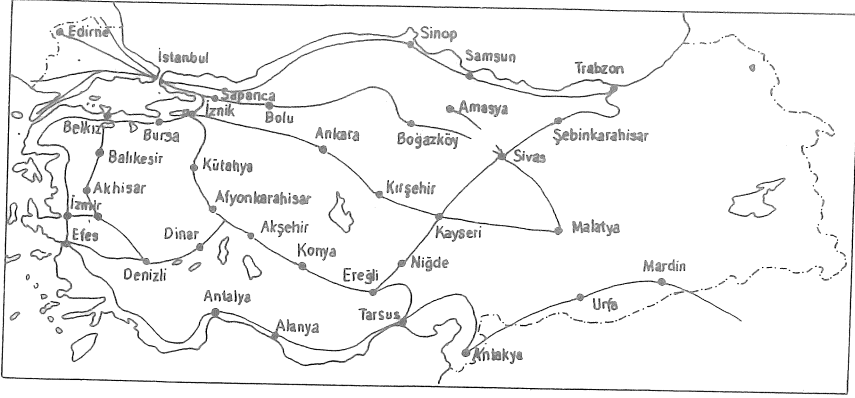 Edirne
Sinop
İstanbul
Samsun
Trabzon
Sapanca
İznik
Bolu
Amasya
Belkız
Bursa
Ankara
Boğazköy
Şebinkarahisar
Balıkesir
Sivas
Kütahya
Akhisar
Kırşehir
Afyonkarahisar
İzmir
Akşehir
Kayseri
Malatya
Efes
Dinar
Konya
Niğde
Denizli
Ereğli
Mardin
Antalya
Urfa
Tarsus
Alanya
Antakya